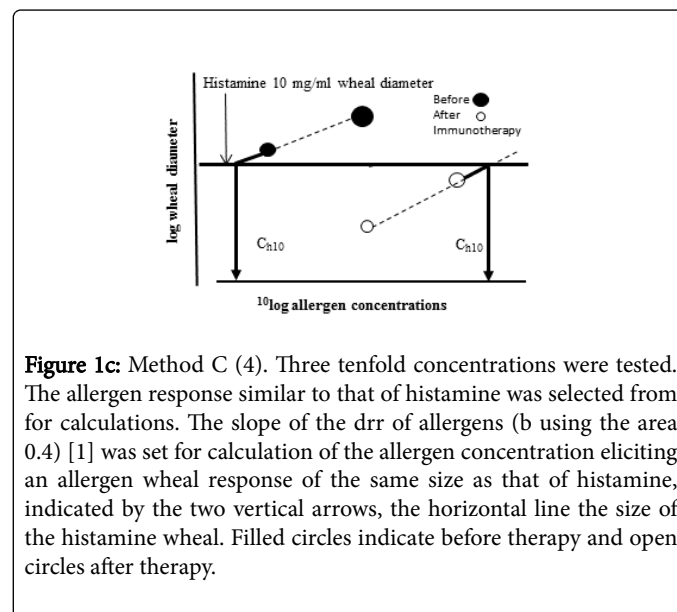 Histamine 10 mg/ml wheal diameter
Before
After
Immunotherapy
log wheal diameter
Ch10
Ch10
10log allergen concentrations
Figure 1c: Method C (4). Three tenfold concentrations were tested.
The allergen response similar to that of histamine was selected from
for calculations. The slope of the drr of allergens (b using the area
0.4) [1] was set for calculation of the allergen concentration eliciting
an allergen wheal response of the same size as that of histamine,
indicated by the two vertical arrows, the horizontal line the size of
the histamine wheal. Filled circles indicate before therapy and open
circles after therapy.